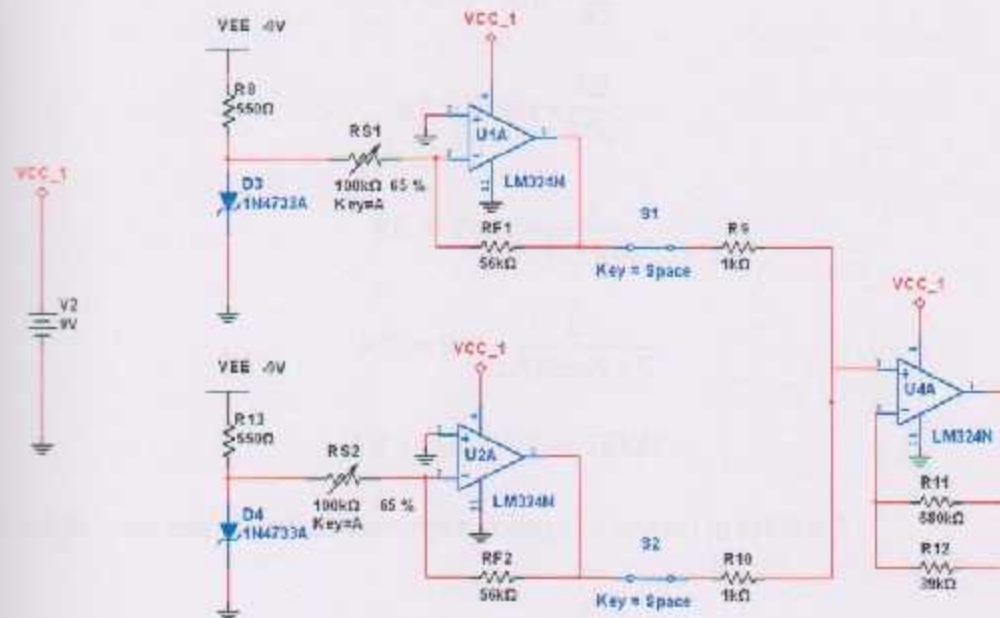 VEE -9V
VCC_1
R8
550Ω
RS1
100kΩ 65 %
Key=A
U1A
LM324N
VCC_1
D3
1N4733A
RF1
56kΩ
S1
Key = Space
R9
1kΩ
V2
9V
VCC_1
VEE -9V
VCC_1
R13
550Ω
RS2
100kΩ 65 %
Key=A
U2A
LM324N
U4A
LM324N
D4
1N4733A
RF2
56kΩ
S2
Key = Space
R10
1kΩ
R11
R12
39kΩ